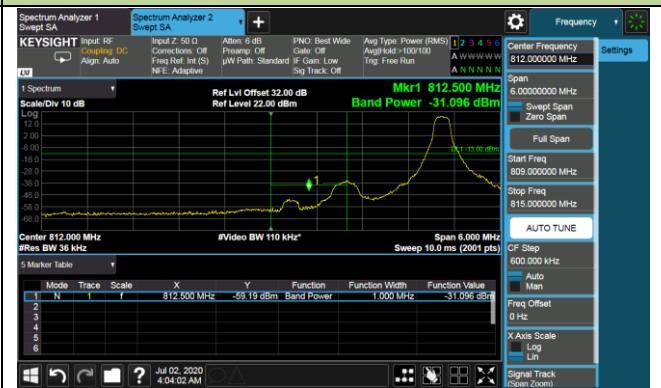 Spectrum Analyzer 1
Swept SA
Spectrum Analyzer 2
Swept SA
+
Frequency
KEYSIGHT
Input: RF
Coupling: DC
Align: Auto
Input Z: 50 Ω
Corrections: Off
Freq Ref: Int (S)
NFE: Adaptive
Atten: 6 dB
Preamp: Off
µW Path: Standard
PNO: Best Wide
Gate: Off
IF Gain: Low
Sig Track: Off
Avg Type: Power (RMS)
Avg|Hold:>100/100
Trig: Free Run
1 2 3 4 5 6
A W W W W W
A N N N N N
LXI
1 Spectrum
Scale/Div 10 dB
Log
Ref Lvl Offset 32.00 dB
Ref Level 22.00 dBm
Mkr1 812.500 MHz
Band Power -31.096 dBm
12.0
2.00
-8.00
-18.0
-28.0
-38.0
-48.0
-58.0
-68.0
DL1 -13.00 dBm
1
Center 812.000 MHz
#Res BW 36 kHz
#Video BW 110 kHz*
Span 6.000 MHz
Sweep 10.0 ms (2001 pts)
5 Marker Table
Mode Trace Scale X Y Function Function Width Function Value
1 N 1 f 812.500 MHz -59.19 dBm Band Power 1.000 MHz -31.096 dBm
2
3
4
5
6
Jul 02, 2020
4:04:02 AM
Center Frequency
812.000000 MHz
Settings
Span
6.00000000 MHz
Swept Span
Zero Span
Full Span
Start Freq
809.000000 MHz
Stop Freq
815.000000 MHz
AUTO TUNE
CF Step
600.000 kHz
Auto
Man
Freq Offset
0 Hz
X Axis Scale
Log
Lin
Signal Track
(Span Zoom)